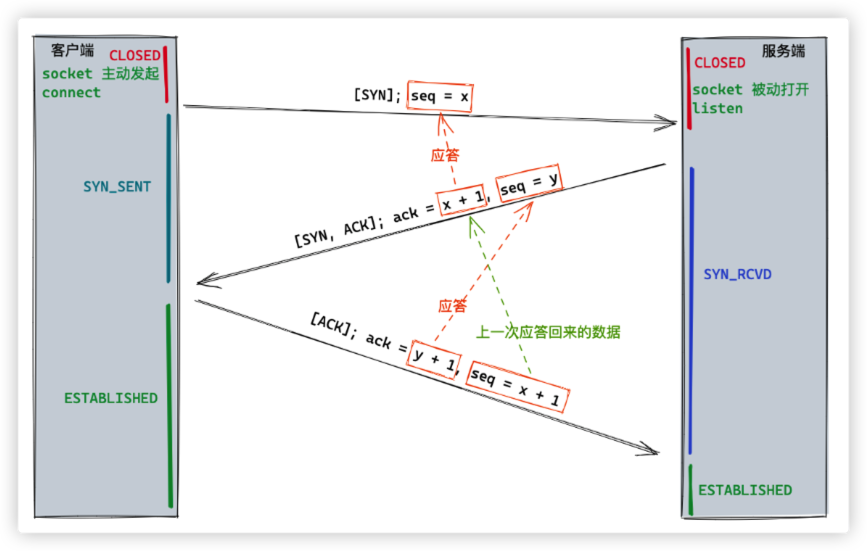 客户端 CLOSED
socket 主动发起
connect
SYN_SENT
ESTABLISHED
[SYN]; seq = x
应答
[SYN, ACK]; ack = x + 1, seq = y
应答
上一次应答回来的数据
[ACK]; ack = y + 1, seq = x + 1
服务端
CLOSED
socket 被动打开
listen
SYN_RCVD
ESTABLISHED